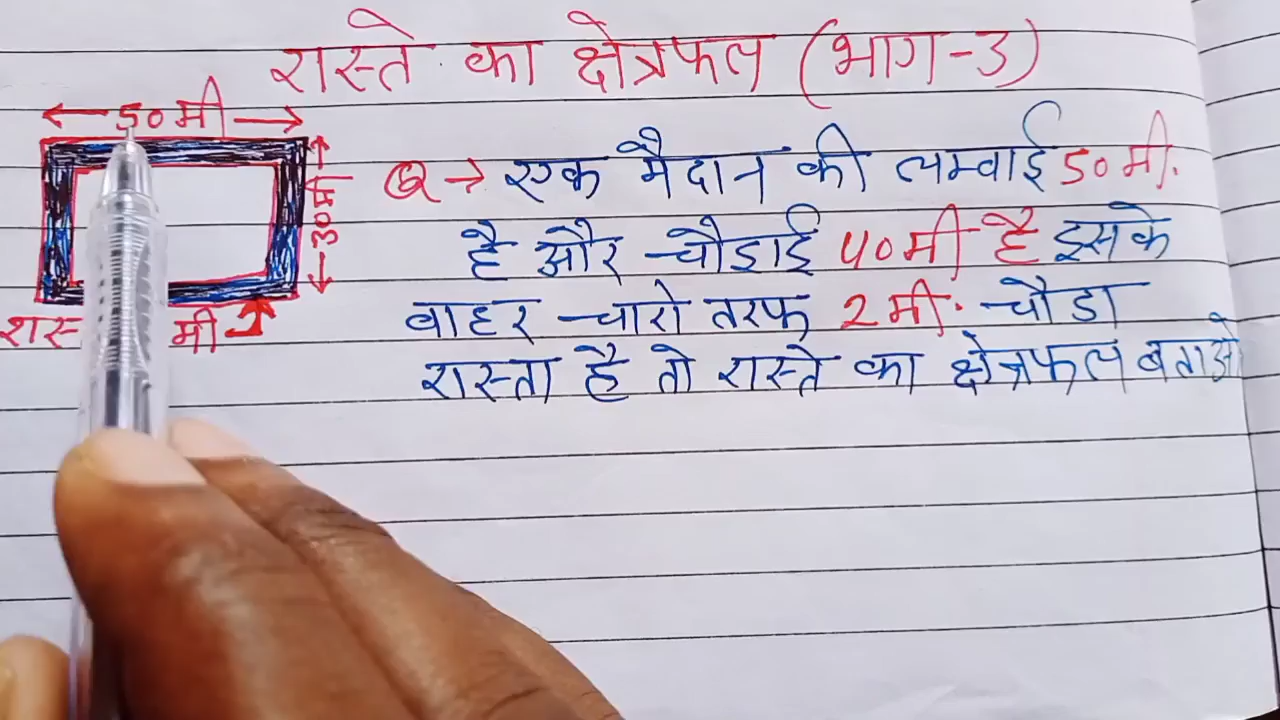 रास्ते का क्षेत्रफल (भाग-3)
50 मी
30 मी
रास
मी
Q → एक मैदान की लम्वाई 50 मी.
है और चौडाई 40 मी है इसके
वाहर चारो तरफ 2 मी. चौडा
रास्ता है तो रास्ते का क्षेत्रफल बताओ